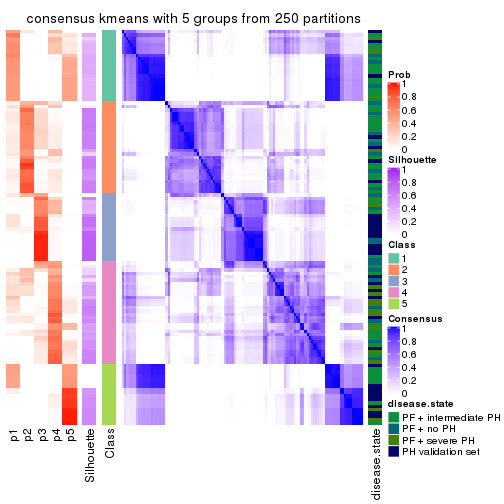 consensus kmeans with 5 groups from 250 partitions
Prob
1
0.8
0.6
0.4
0.2
0
Silhouette
1
0.8
0.6
0.4
0.2
0
Class
1
2
3
4
5
Consensus
1
0.8
0.6
0.4
0.2
0
disease.state
PF + intermediate PH
PF + no PH
PF + severe PH
PH validation set
p1
p2
p3
p4
p5
Silhouette
Class
disease.state